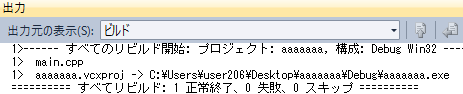 出力
出力元の表示(S): ビルド
1>------ すべてのリビルド開始: プロジェクト: aaaaaaa, 構成: Debug Win32 ----
1>  main.cpp
1>  aaaaaaa.vcxproj -> C:¥Users¥user206¥Desktop¥aaaaaaa¥Debug¥aaaaaaa.exe
========== すべてリビルド: 1 正常終了、0 失敗、0 スキップ ==========